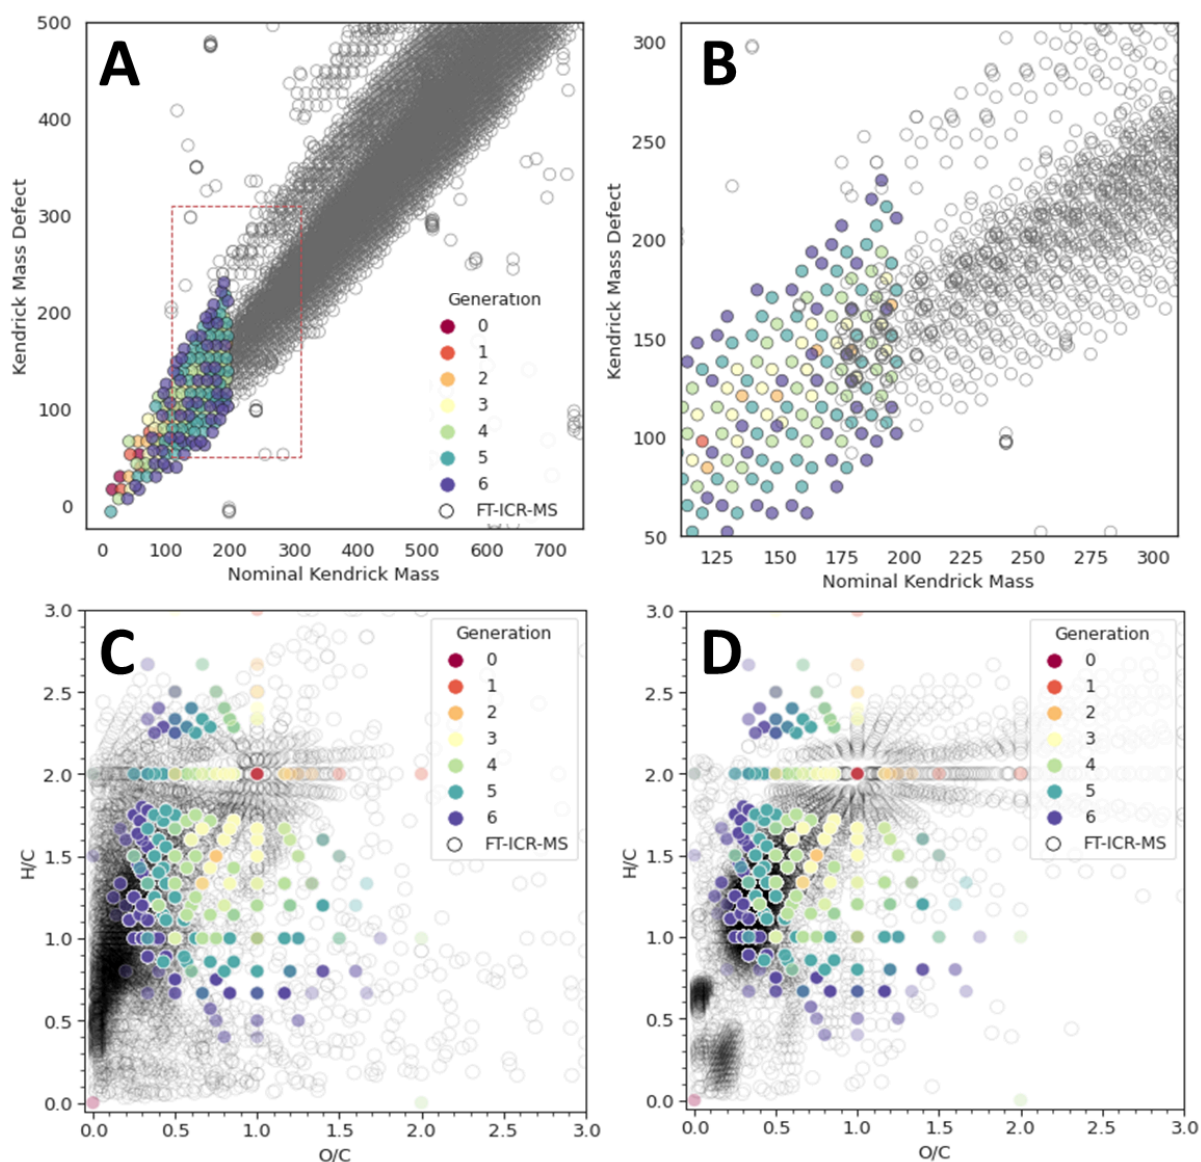 A
500
400
300
200
100
0
Kendrick Mass Defect
Generation
0
1
2
3
4
5
6
FT-ICR-MS
0 100 200 300 400 500 600 700
Nominal Kendrick Mass
B
300
250
200
150
100
50
Kendrick Mass Defect
125 150 175 200 225 250 275 300
Nominal Kendrick Mass
C
3.0
2.5
2.0
1.5
1.0
0.5
0.0
H/C
Generation
0
1
2
3
4
5
6
FT-ICR-MS
0.0 0.5 1.0 1.5 2.0 2.5 3.0
O/C
D
3.0
2.5
2.0
1.5
1.0
0.5
0.0
H/C
Generation
0
1
2
3
4
5
6
FT-ICR-MS
0.0 0.5 1.0 1.5 2.0 2.5 3.0
O/C